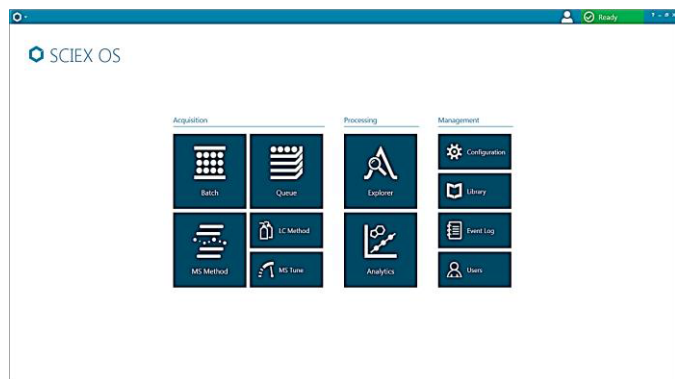 Ready
SCIEX OS
Acquisition
Processing
Management
Batch
Queue
Explorer
Configuration
Library
MS Method
LC Method
MS Tune
Analytics
Event Log
Users